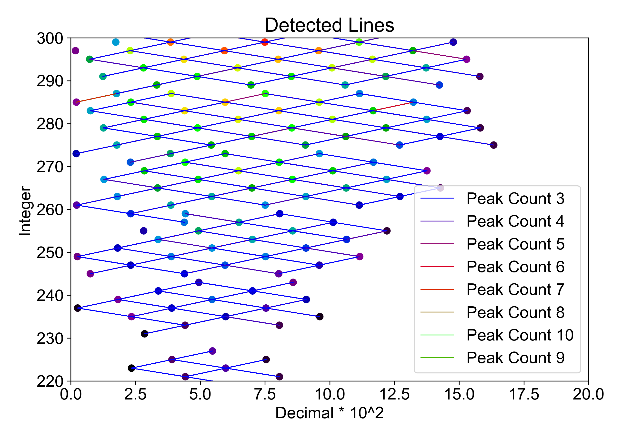 Detected Lines
300
290
280
270
260
250
240
230
220
Integer
0.0 2.5 5.0 7.5 10.0 12.5 15.0 17.5 20.0
Decimal * 10^2
Peak Count 3
Peak Count 4
Peak Count 5
Peak Count 6
Peak Count 7
Peak Count 8
Peak Count 10
Peak Count 9